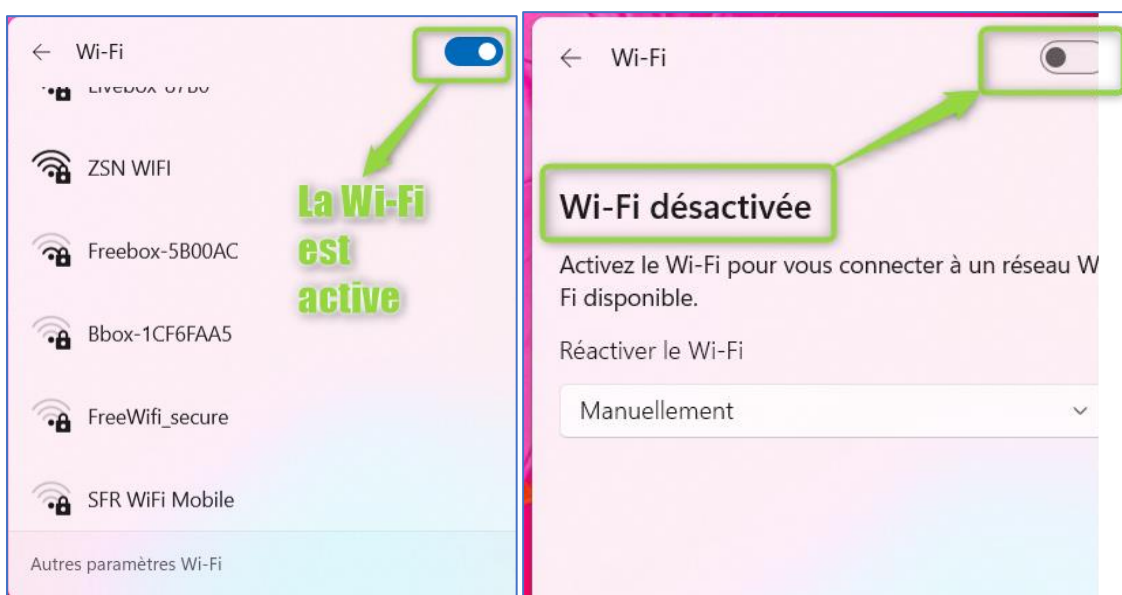 Wi-Fi
ZSN WIFI
La Wi-Fi
est
active
Freebox-5B00AC
Bbox-1CF6FAA5
FreeWifi_secure
SFR WiFi Mobile
Autres paramètres Wi-Fi
Wi-Fi
Wi-Fi désactivée
Activez le Wi-Fi pour vous connecter à un réseau W
Fi disponible.
Réactiver le Wi-Fi
Manuellement